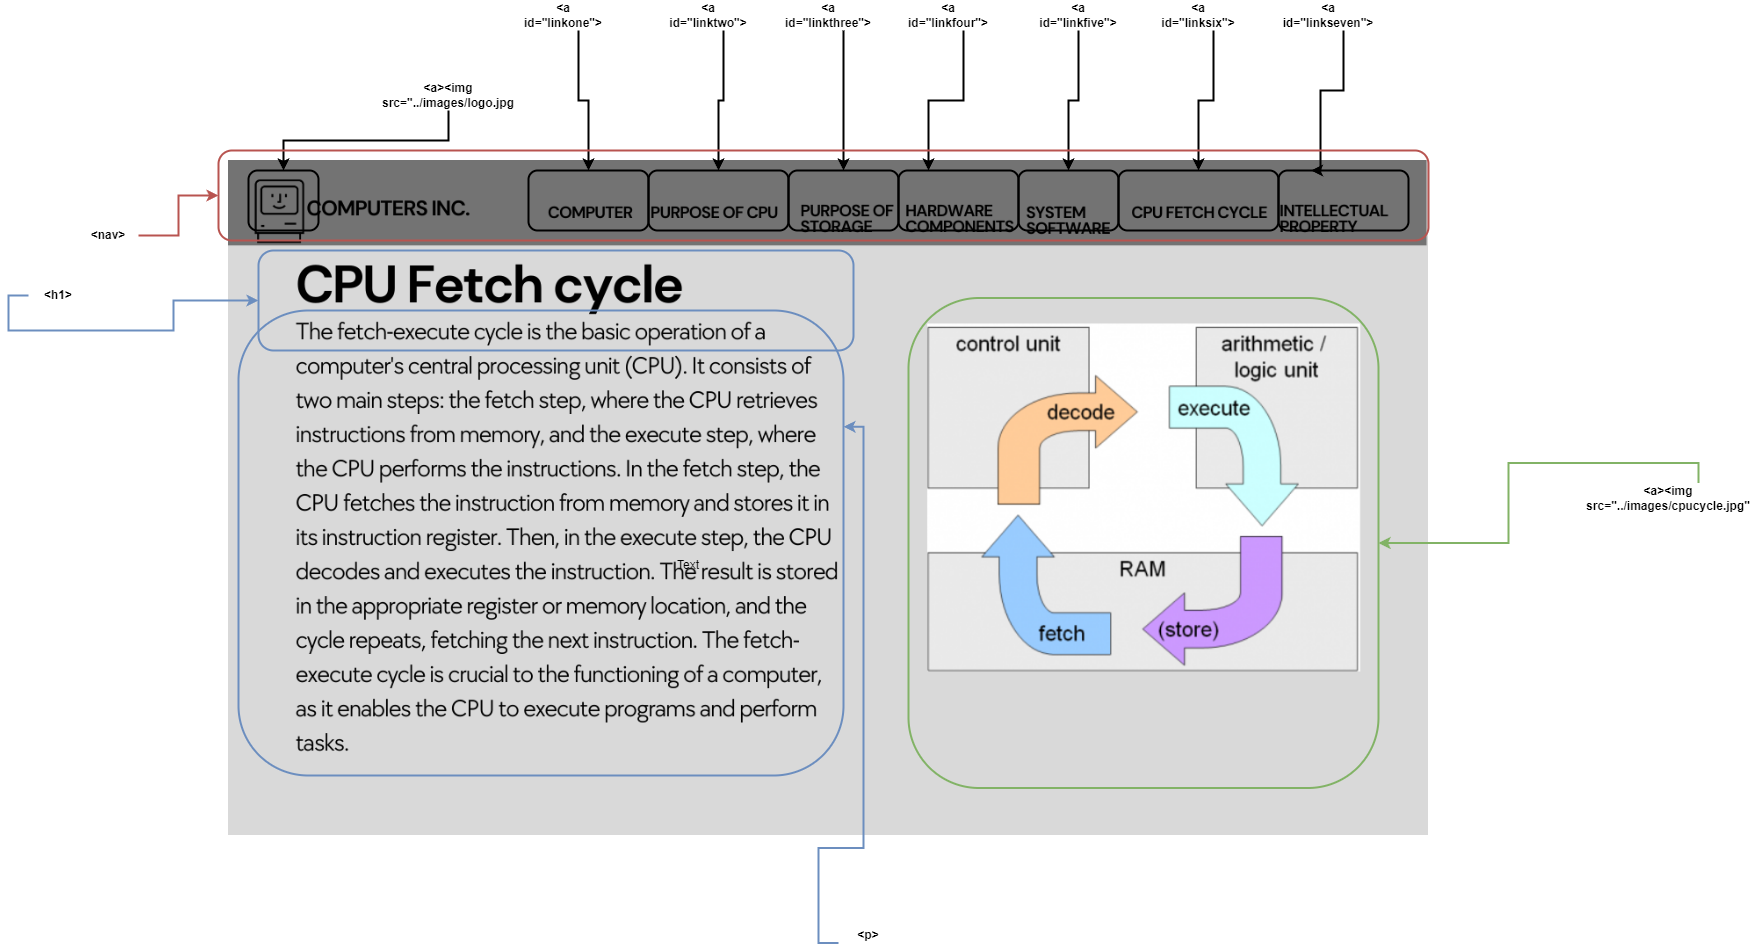 <a
id="linkone">
<a
id="linktwo">
<a
id="linkthree">
<a
id="linkfour">
<a
id="linkfive">
<a
id="linksix">
<a
id="linkseven">
<a><img
src="../images/logo.jpg
<nav>
COMPUTERS INC.
COMPUTER
PURPOSE OF CPU
PURPOSE OF
STORAGE
HARDWARE
COMPONENTS
SYSTEM
SOFTWARE
CPU FETCH CYCLE
INTELLECTUAL
PROPERTY
<h1>
CPU Fetch cycle
The fetch-execute cycle is the basic operation of a
computer's central processing unit (CPU). It consists of
two main steps: the fetch step, where the CPU retrieves
instructions from memory, and the execute step, where
the CPU performs the instructions. In the fetch step, the
CPU fetches the instruction from memory and stores it in
its instruction register. Then, in the execute step, the CPU
decodes and executes the instruction. The result is stored
in the appropriate register or memory location, and the
cycle repeats, fetching the next instruction. The fetch-
execute cycle is crucial to the functioning of a computer,
as it enables the CPU to execute programs and perform
tasks.
Text
control unit
arithmetic /
logic unit
decode
execute
RAM
fetch
(store)
<a><img
src="../images/cpucycle.jpg"
<p>